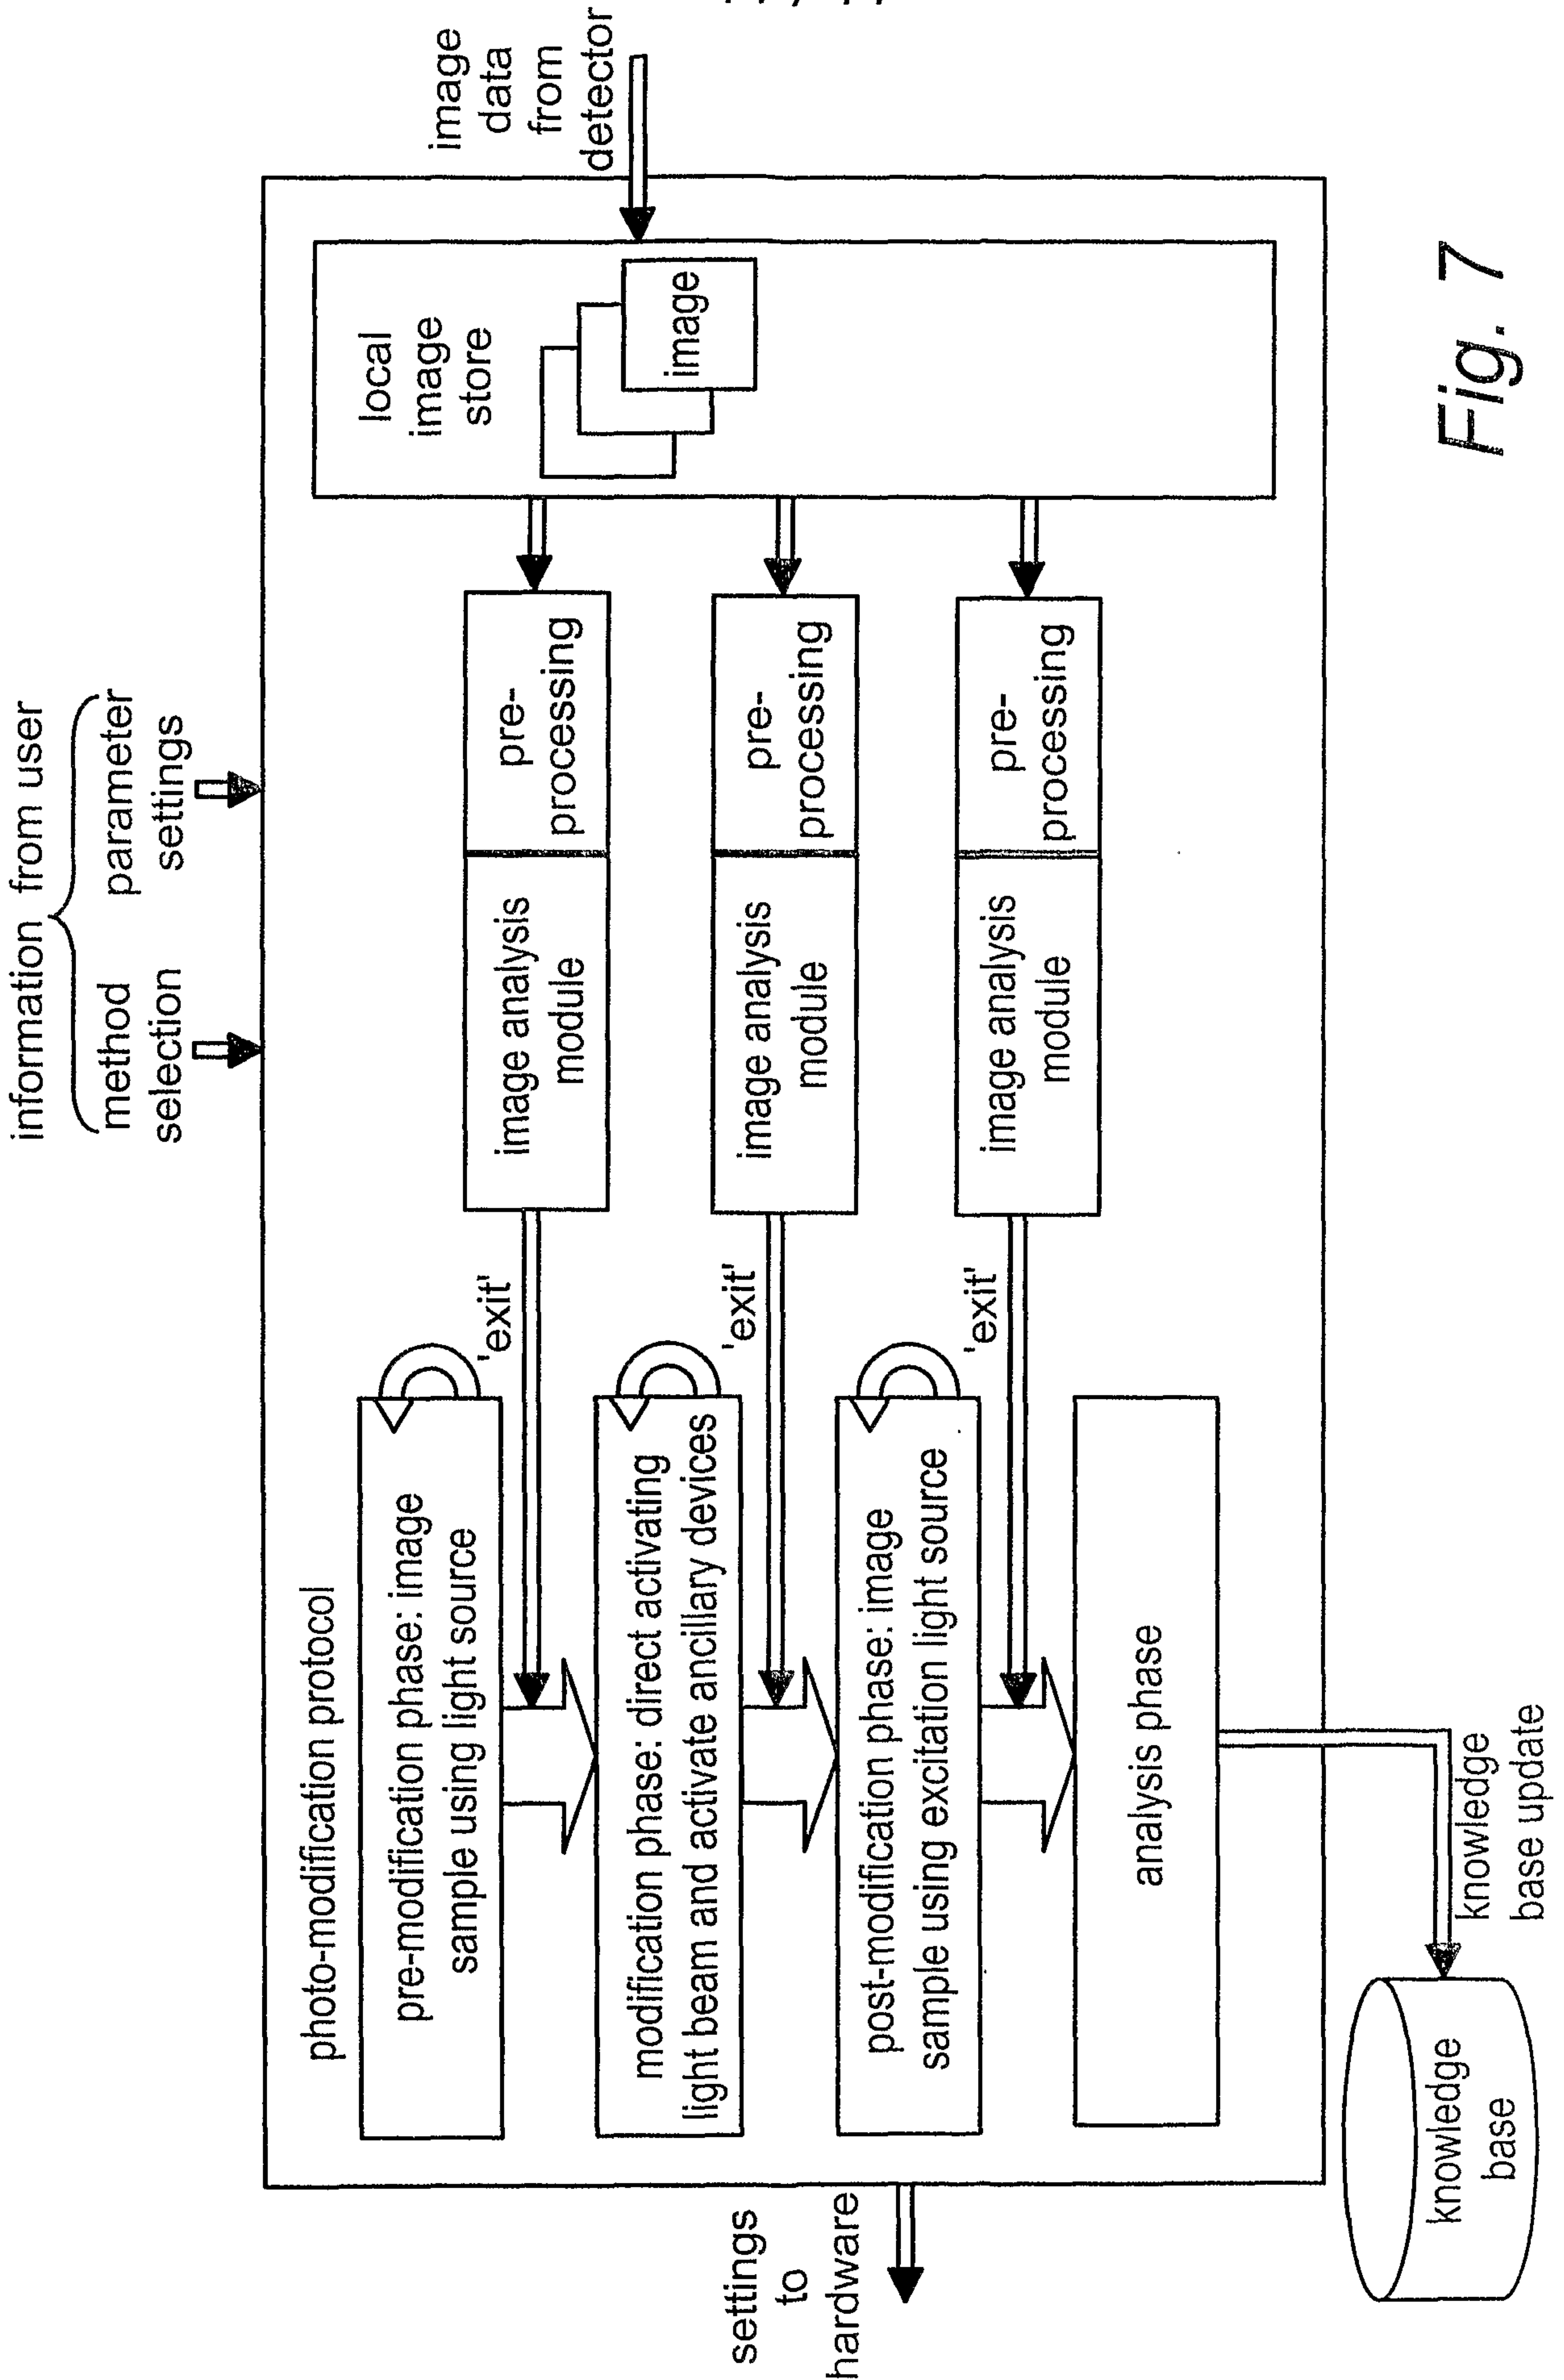 information from user
method
selection
parameter
settings
photo-modification protocol
pre-modification phase: image
sample using light source
'exit'
image analysis
module
pre-
processing
local
image
store
image
image
data
from
detector
modification phase: direct activating
light beam and activate ancillary devices
'exit'
image analysis
module
pre-
processing
settings
to
hardware
post-modification phase: image
sample using excitation light source
'exit'
image analysis
module
pre-
processing
analysis phase
knowledge
base
knowledge
base update
Fig. 7